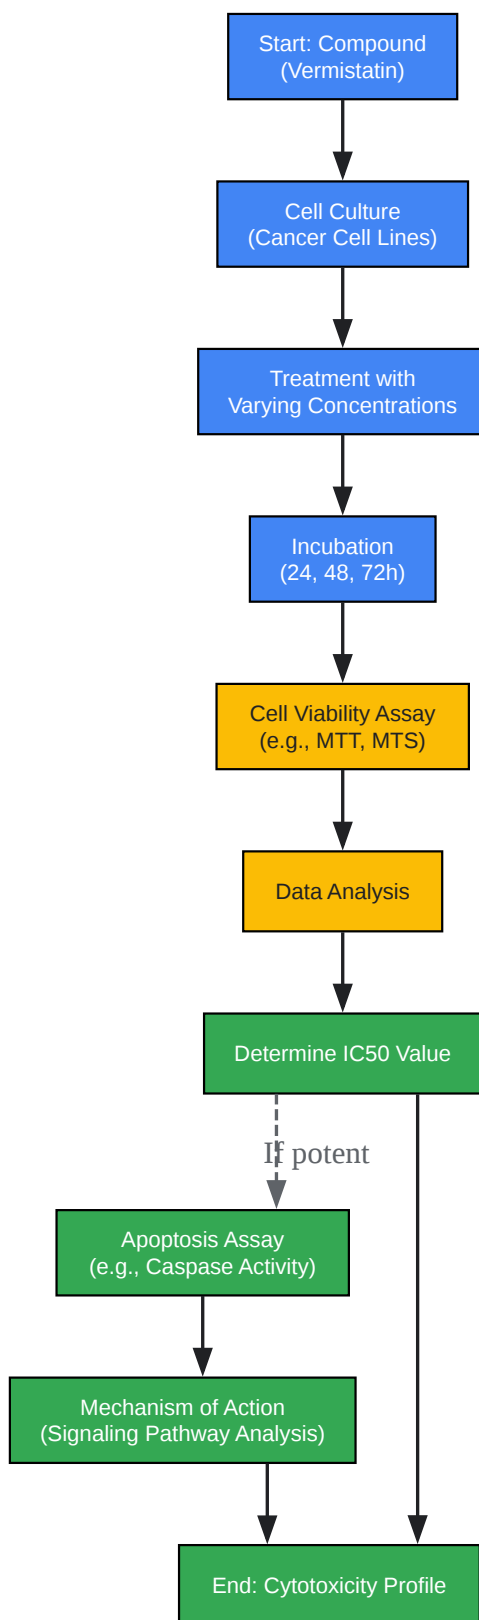 Start: Compound
(Vermistatin)
Cell Culture
(Cancer Cell Lines)
Treatment with
Varying Concentrations
Incubation
(24, 48, 72h)
Cell Viability Assay
(e.g., MTT, MTS)
Data Analysis
Determine IC50 Value
If potent
Apoptosis Assay
(e.g., Caspase Activity)
Mechanism of Action
(Signaling Pathway Analysis)
End: Cytotoxicity Profile